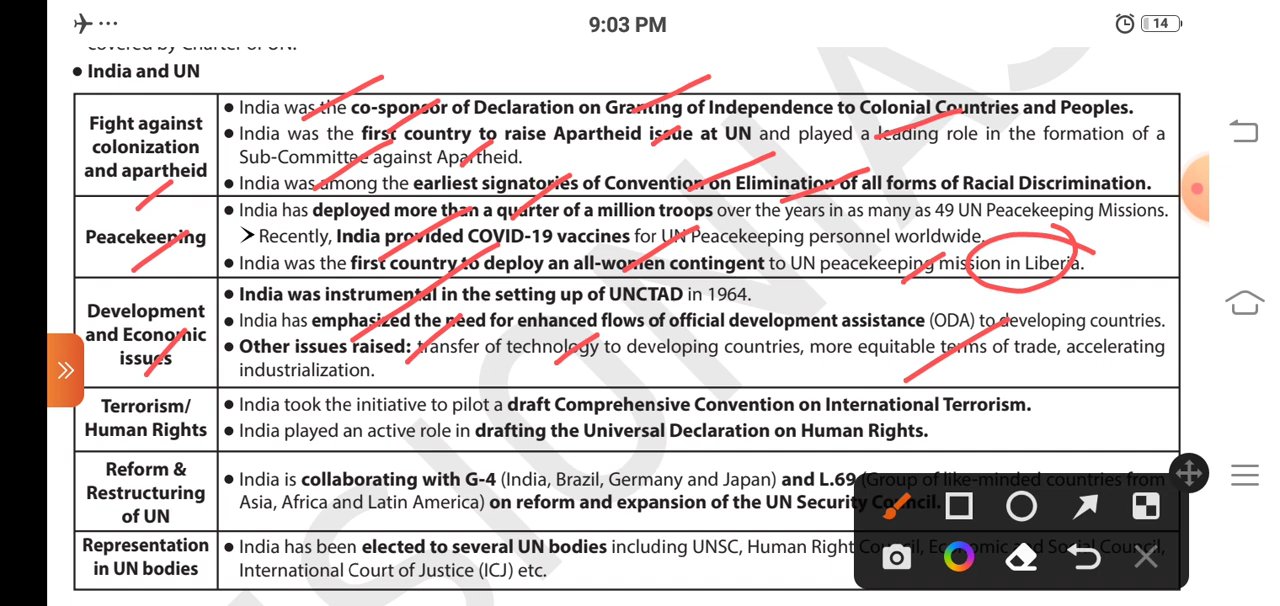 9:03 PM
14
covered by Charter of UN.
• India and UN
Fight against
colonization
and apartheid
• India was the co-sponsor of Declaration on Granting of Independence to Colonial Countries and Peoples.
• India was the first country to raise Apartheid issue at UN and played a leading role in the formation of a
Sub-Committee against Apartheid.
• India was among the earliest signatories of Convention on Elimination of all forms of Racial Discrimination.
Peacekeeping
• India has deployed more than a quarter of a million troops over the years in as many as 49 UN Peacekeeping Missions.
➢ Recently, India provided COVID-19 vaccines for UN Peacekeeping personnel worldwide.
• India was the first country to deploy an all-women contingent to UN peacekeeping mission in Liberia.
Development
and Economic
issues
• India was instrumental in the setting up of UNCTAD in 1964.
• India has emphasized the need for enhanced flows of official development assistance (ODA) to developing countries.
• Other issues raised: transfer of technology to developing countries, more equitable terms of trade, accelerating
industrialization.
Terrorism/
Human Rights
• India took the initiative to pilot a draft Comprehensive Convention on International Terrorism.
• India played an active role in drafting the Universal Declaration on Human Rights.
Reform &
Restructuring
of UN
• India is collaborating with G-4 (India, Brazil, Germany and Japan) and L.69 (Group of like-minded countries from
Asia, Africa and Latin America) on reform and expansion of the UN Security Council.
Representation
in UN bodies
• India has been elected to several UN bodies including UNSC, Human Right Council, Economic and Social Council,
International Court of Justice (ICJ) etc.